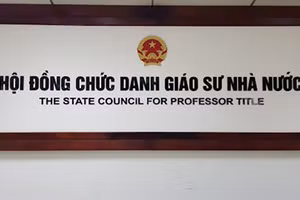 HỘI ĐỒNG CHỨC DANH GIÁO SƯ NHÀ NƯỚC
THE STATE COUNCIL FOR PROFESSOR TITLE